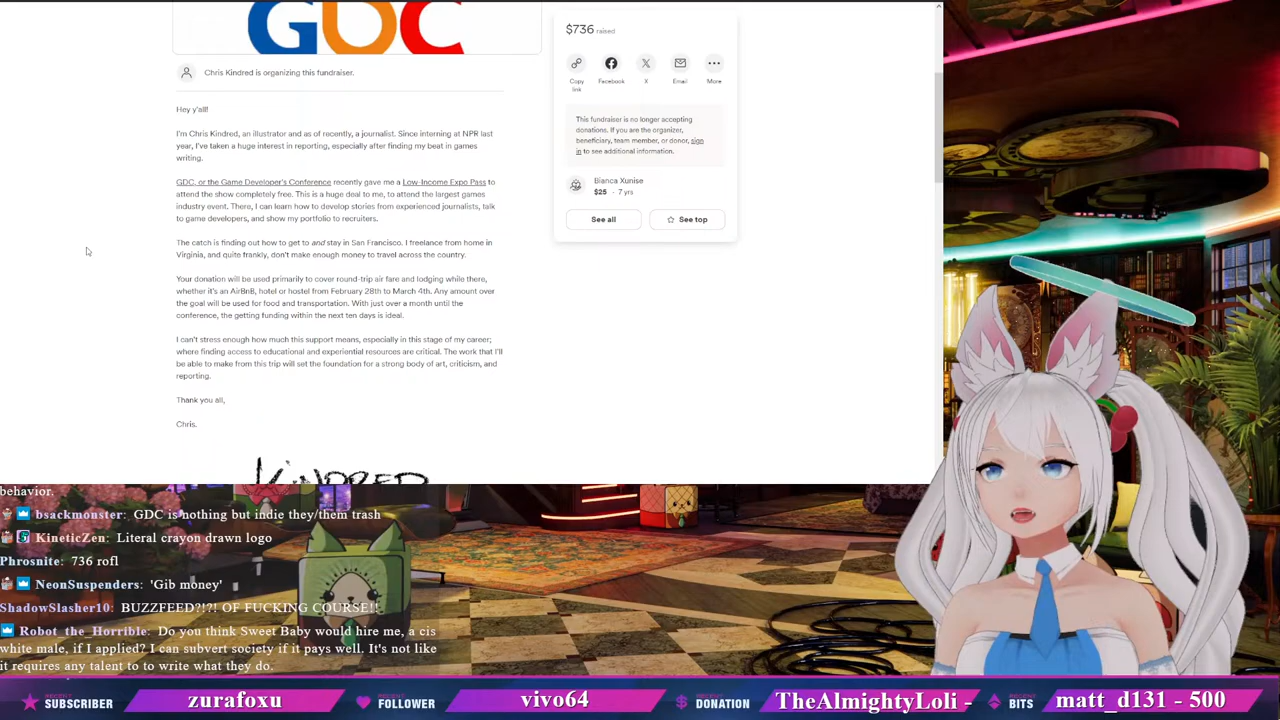 GDC
$736 raised
Chris Kindred is organizing this fundraiser.
Copy link
Facebook
X
Email
More
Hey y'all!
I'm Chris Kindred, an illustrator and as of recently, a journalist. Since interning at NPR last
year, I've taken a huge interest in reporting, especially after finding my beat in games
writing.
GDC, or the Game Developer's Conference recently gave me a Low-Income Expo Pass to
attend the show completely free. This is a huge deal to me, to attend the largest games
industry event. There, I can learn how to develop stories from experienced journalists, talk
to game developers, and show my portfolio to recruiters.
The catch is finding out how to get to and stay in San Francisco. I freelance from home in
Virginia, and quite frankly, don't make enough money to travel across the country.
Your donation will be used primarily to cover round-trip air fare and lodging while there,
whether it's an AirBnB, hotel or hostel from February 28th to March 4th. Any amount over
the goal will be used for food and transportation. With just over a month until the
conference, the getting funding within the next ten days is ideal.
I can't stress enough how much this support means, especially in this stage of my career;
where finding access to educational and experiential resources are critical. The work that I'll
be able to make from this trip will set the foundation for a strong body of art, criticism, and
reporting.
Thank you all,
Chris.
KINDRED
This fundraiser is no longer accepting
donations. If you are the organizer,
beneficiary, team member, or donor, sign
in to see additional information.
Bianca Xunise
$25 · 7 yrs
See all
See top
behavior.
bsackmonster: GDC is nothing but indie they/them trash
KineticZen: Literal crayon drawn logo
Phrosnite: 736 rofl
NeonSuspenders: 'Gib money'
ShadowSlasher10: BUZZFEED?!?! OF FUCKING COURSE!!
Robot_the_Horrible: Do you think Sweet Baby would hire me, a cis
white male, if I applied? I can subvert society if it pays well. It's not like
it requires any talent to to write what they do.
RECENT SUBSCRIBER zurafoxu
RECENT FOLLOWER vivo64
RECENT DONATION TheAlmightyLoli -
RECENT BITS matt_d131 - 500